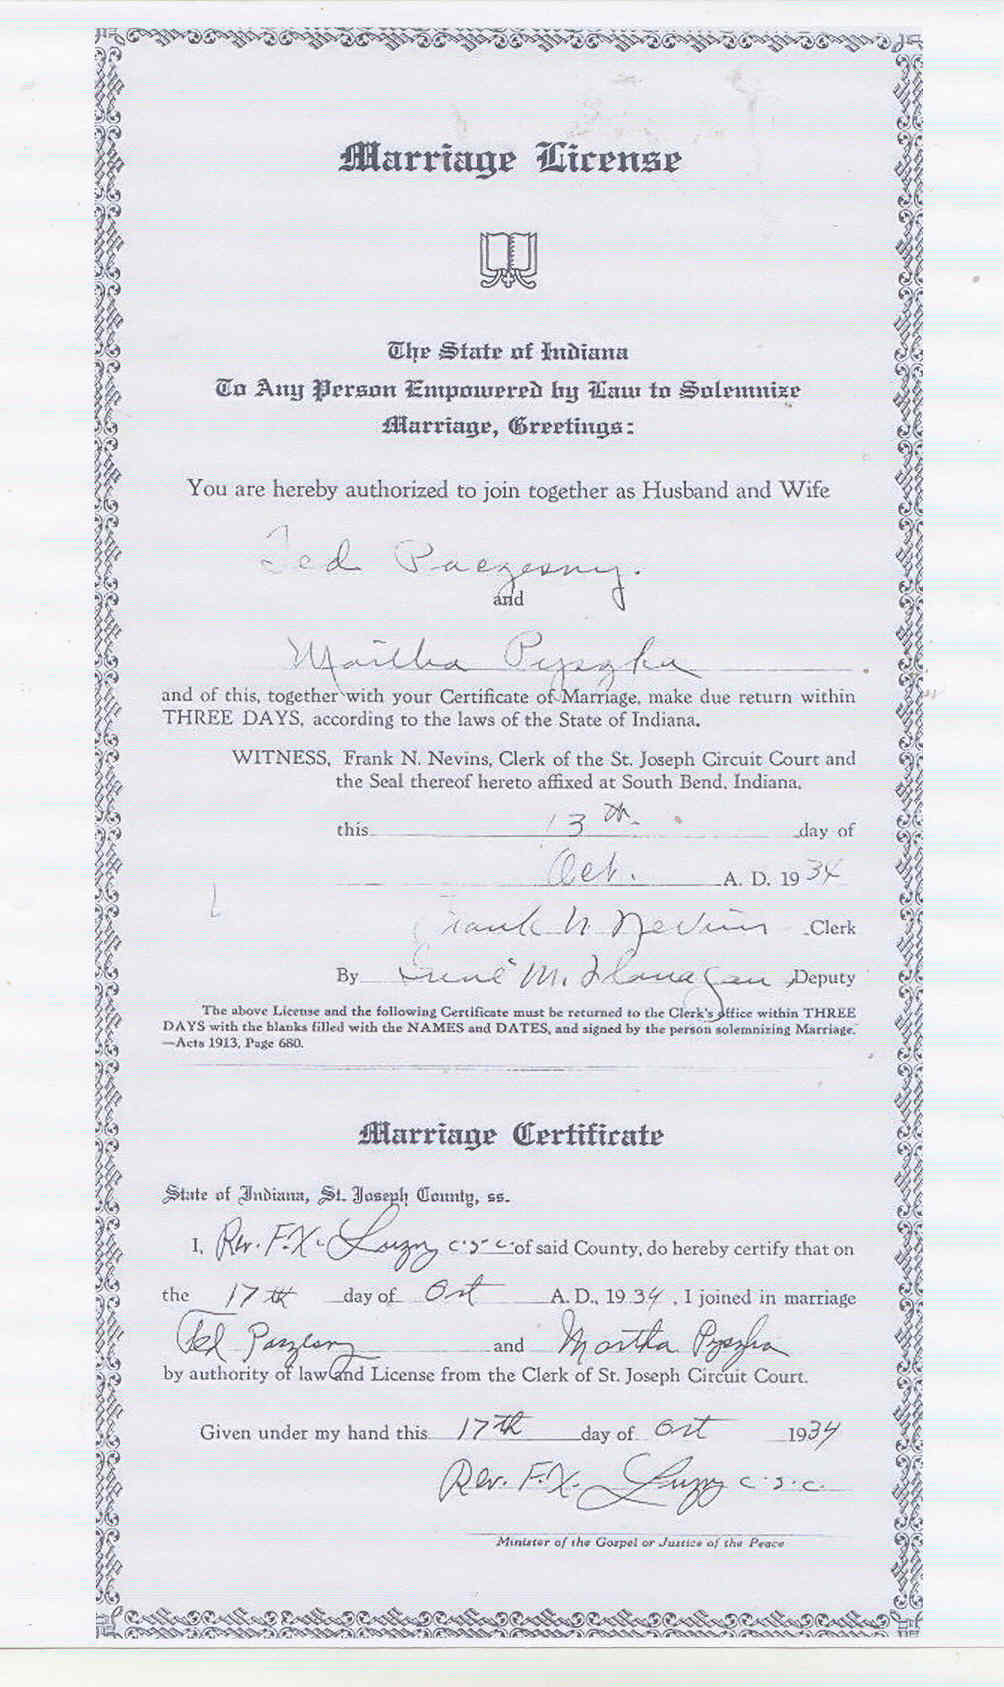 Marriage License
The State of Indiana
To Any Person Empowered by Law to Solemnize
Marriage, Greetings:
You are hereby authorized to join together as Husband and Wife
Ted Paczesny.
and
Martha Pyszka
and of this, together with your Certificate of Marriage, make due return within
THREE DAYS, according to the laws of the State of Indiana.
WITNESS, Frank N. Nevins, Clerk of the St. Joseph Circuit Court and
the Seal thereof hereto affixed at South Bend, Indiana,
this 13th. day of
Oct. A. D. 1934
Frank N Nevins Clerk
By Irene M. Flanagan Deputy
The above License and the following Certificate must be returned to the Clerk's office within THREE
DAYS with the blanks filled with the NAMES and DATES, and signed by the person solemnizing Marriage.
—Acts 1913, Page 680.
Marriage Certificate
State of Indiana, St. Joseph County, ss.
I, Rev. F.X. c.s.c. of said County, do hereby certify that on
the 17th day of Oct A. D., 1934, I joined in marriage
Ted Paczesny and Martha Pyszka
by authority of law and License from the Clerk of St. Joseph Circuit Court.
Given under my hand this 17th day of Oct 1934
Rev. F.X. c.s.c.
Minister of the Gospel or Justice of the Peace